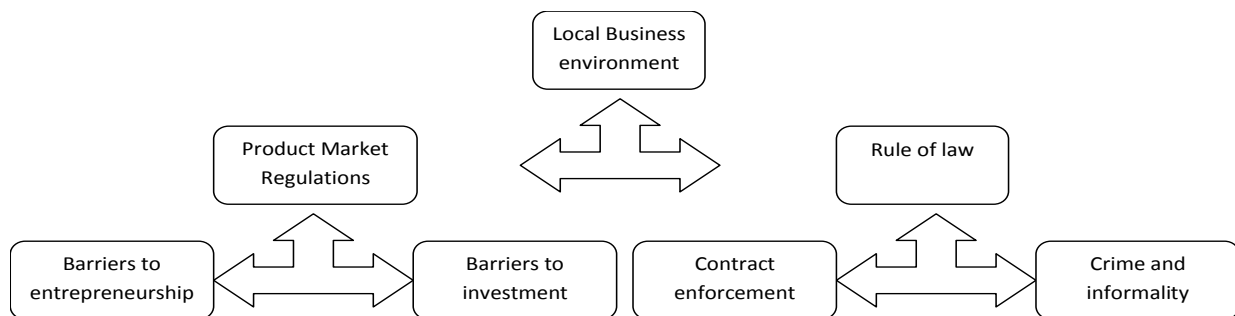 Local Business
environment
Product Market
Regulations
Rule of law
Barriers to
entrepreneurship
Barriers to
investment
Contract
enforcement
Crime and
informality